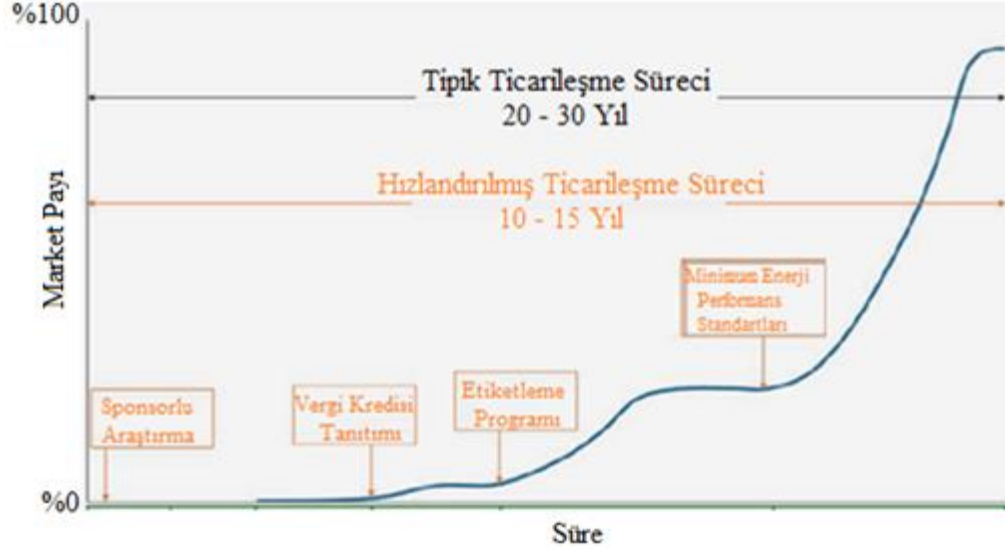 %100
Tipik Ticarileşme Süreci
20 - 30 Yıl
Hızlandırılmış Ticarileşme Süreci
10 - 15 Yıl
Market Payı
Minimum Enerji
Performans
Standartları
Sponsorlu
Araştırma
Vergi Kredisi
Tanıtımı
Etiketleme
Programı
%0
Süre